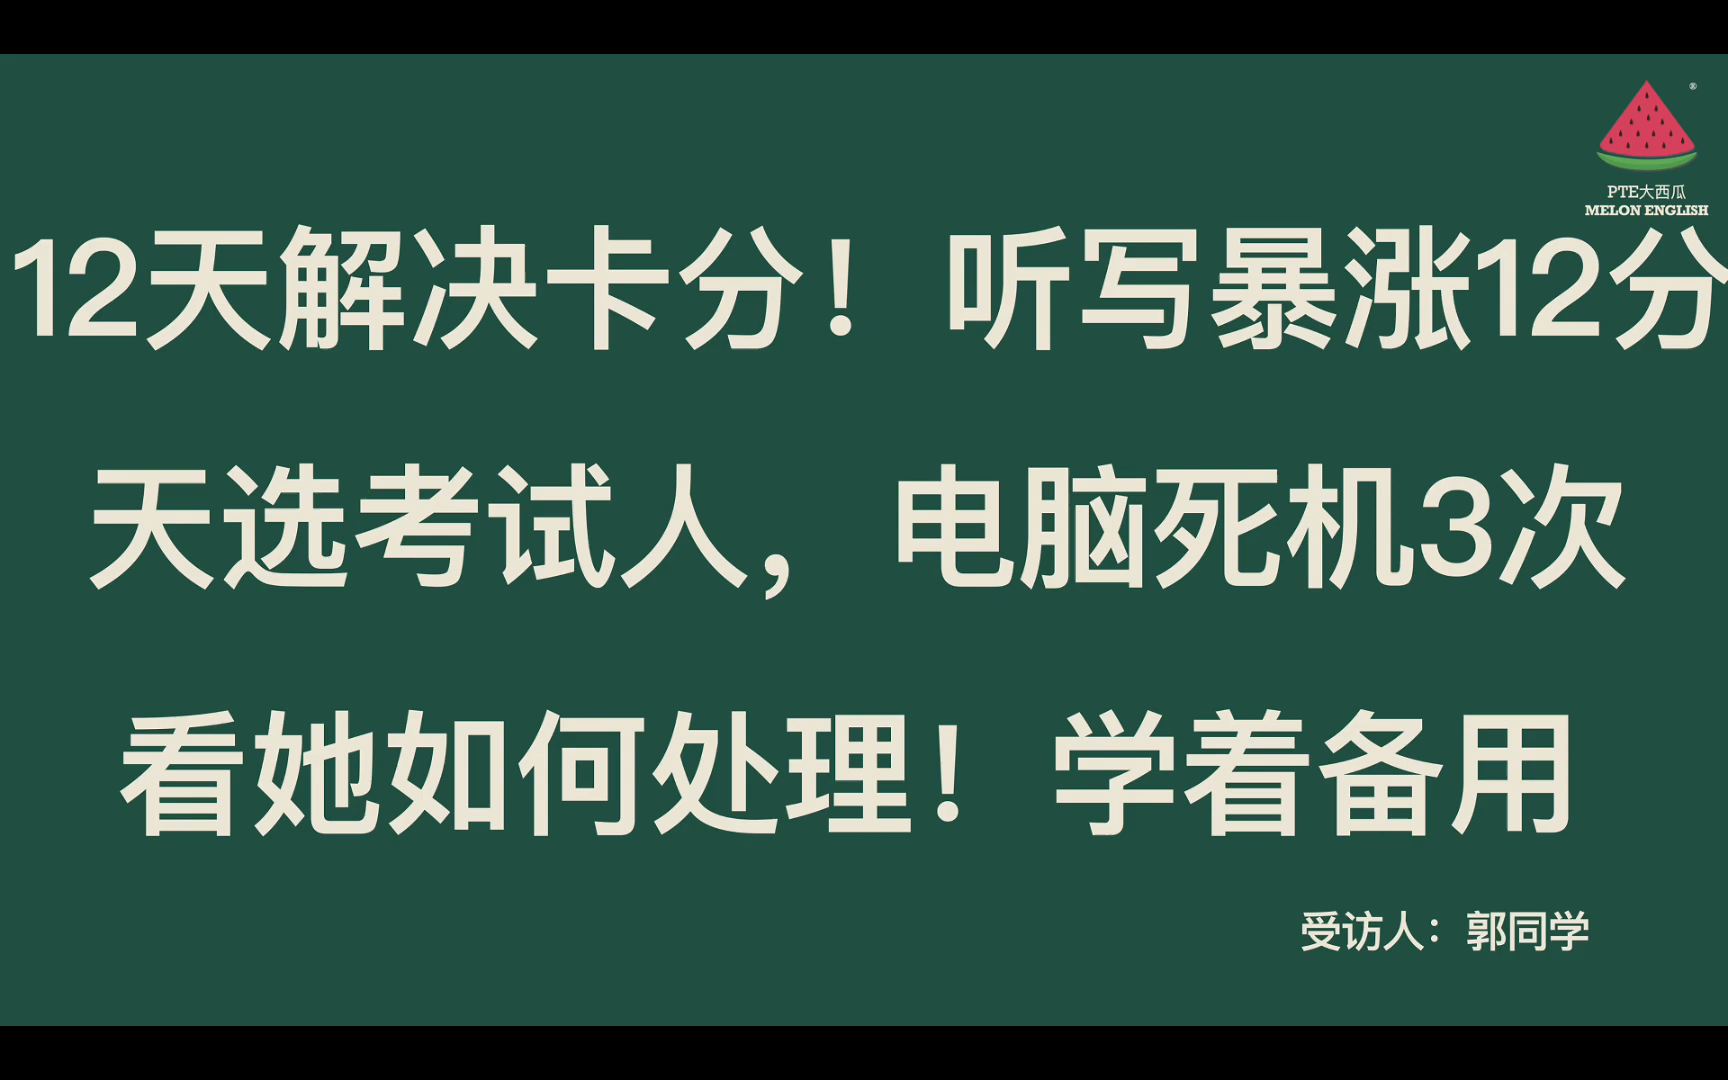 ®
PTE大西瓜
MELON ENGLISH
12天解决卡分！听写暴涨12分
天选考试人，电脑死机3次
看她如何处理！学着备用
受访人：郭同学